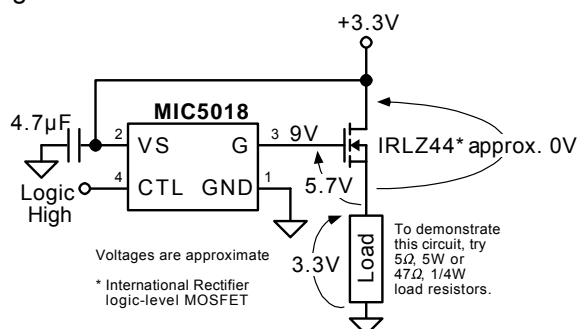 +3.3V
MIC5018
4.7µF
2
VS
G
3
9V
IRLZ44* approx. 0V
4
CTL
GND
1
5.7V
Logic
High
Voltages are approximate
* International Rectifier
logic-level MOSFET
3.3V
Load
To demonstrate
this circuit, try
5Ω, 5W or
47Ω, 1/4W
load resistors.